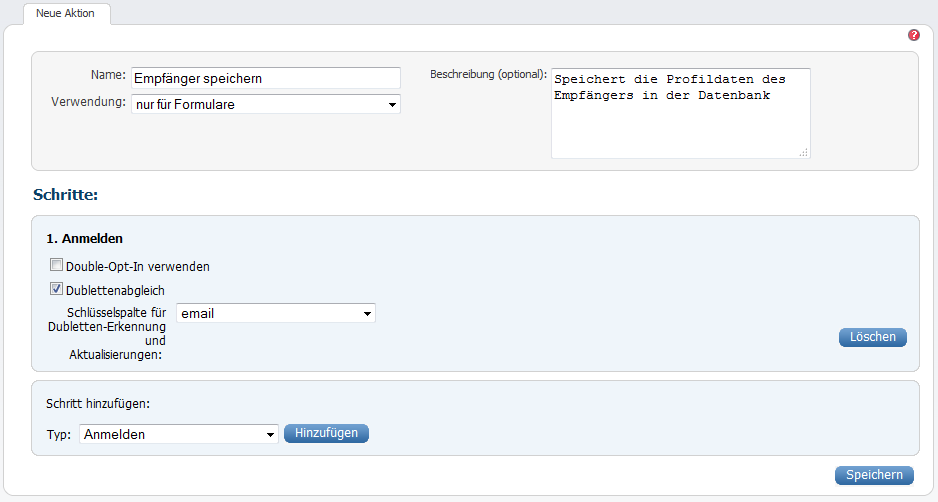 Neue Aktion
?
Name: Empfänger speichern
Beschreibung (optional): Speichert die Profildaten des
Empfängers in der Datenbank
Verwendung: nur für Formulare
Schritte:
1. Anmelden
Double-Opt-In verwenden
Dublettenabgleich
Schlüsselspalte für
Dubletten-Erkennung
und
Aktualisierungen:
email
Löschen
Schritt hinzufügen:
Typ: Anmelden Hinzufügen
Speichern